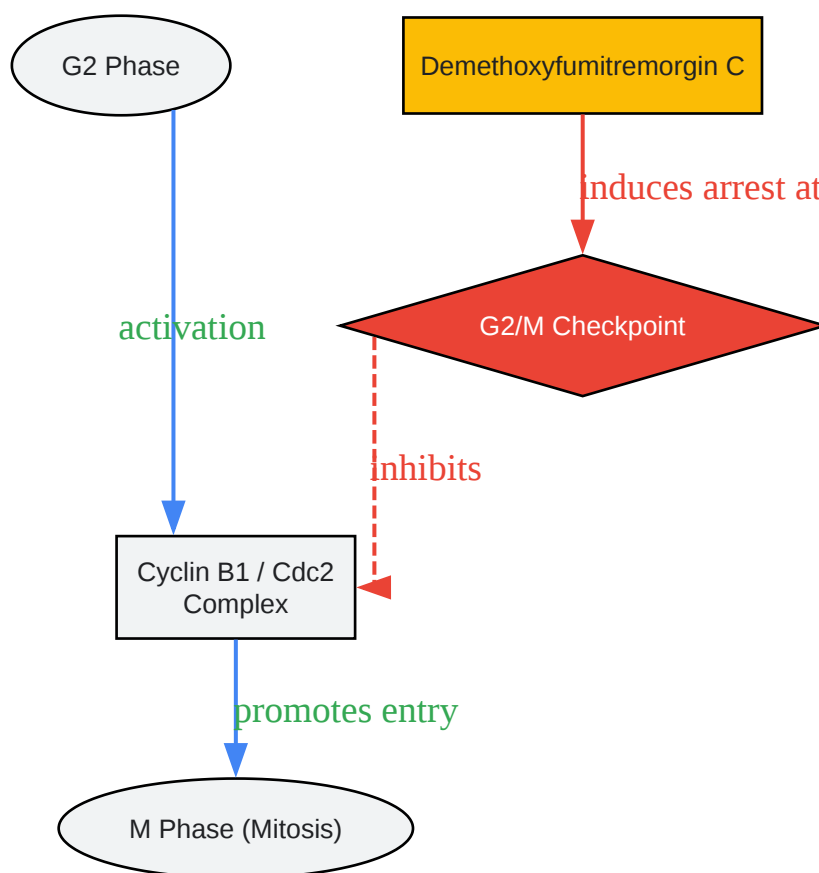 G2 Phase
Demethoxyfumitremorgin C
induces arrest at
activation
G2/M Checkpoint
inhibits
Cyclin B1 / Cdc2
Complex
promotes entry
M Phase (Mitosis)